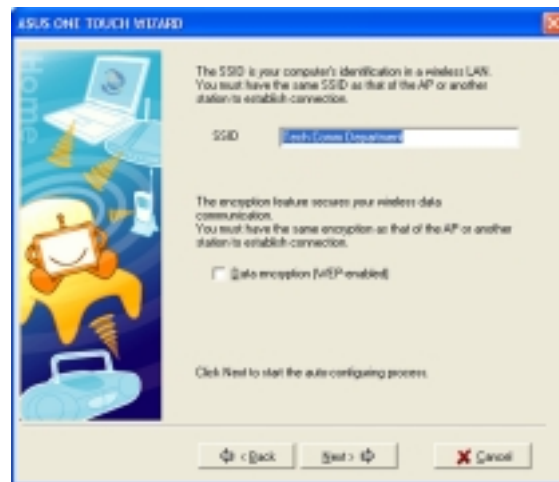 ASUS ONE TOUCH WIZARD
Home
The SSID is your computer's identification in a wireless LAN.
You must have the same SSID as that of the AP or another
station to establish connection.
SSID
Tech Comm Department
The encryption feature secures your wireless data
communication.
You must have the same encryption as that of the AP or another
station to establish connection.
Data encryption (WEP-enabled)
Click Next to start the auto-configuring process.
< Back
Next >
Cancel